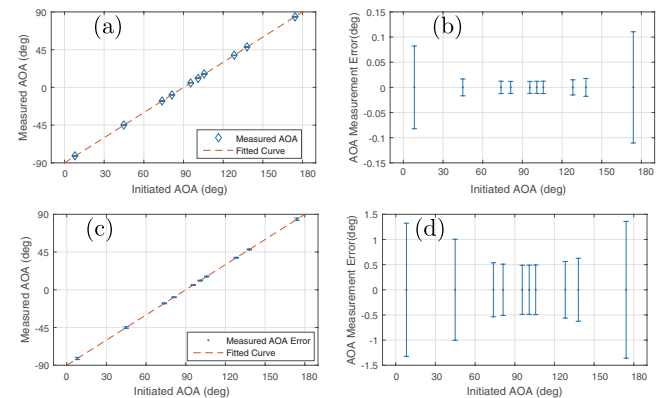 (a)
90
45
0
-45
-90
Measured AOA (deg)
Measured AOA
Fitted Curve
0 30 60 90 120 150 180
Initiated AOA (deg)
(b)
0.15
0.1
0.05
0
-0.05
-0.1
-0.15
AOA Measurement Error(deg)
0 30 60 90 120 150 180
Initiated AOA (deg)
(c)
90
45
0
-45
-90
Measured AOA (deg)
Measured AOA Error
Fitted Curve
0 30 60 90 120 150 180
Initiated AOA (deg)
(d)
1.5
1
0.5
0
-0.5
-1
-1.5
AOA Measurement Error(deg)
0 30 60 90 120 150 180
Initiated AOA (deg)